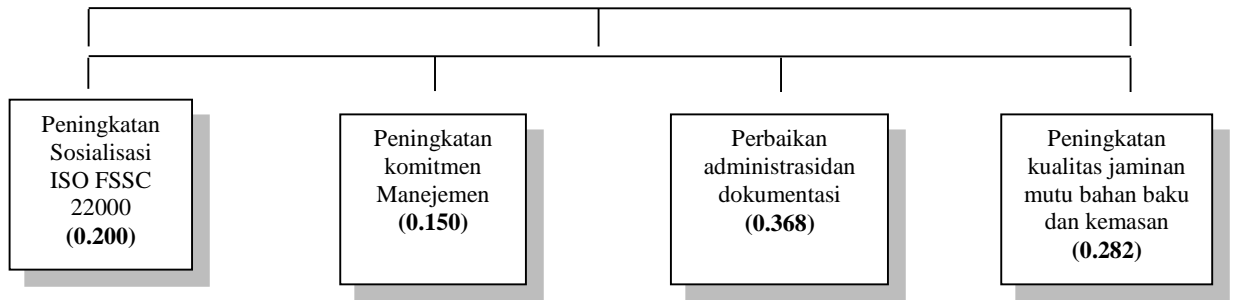 Peningkatan
Sosialisasi
ISO FSSC
22000
(0.200)
Peningkatan
komitmen
Manejemen
(0.150)
Perbaikan
administrasidan
dokumentasi
(0.368)
Peningkatan
kualitas jaminan
mutu bahan baku
dan kemasan
(0.282)